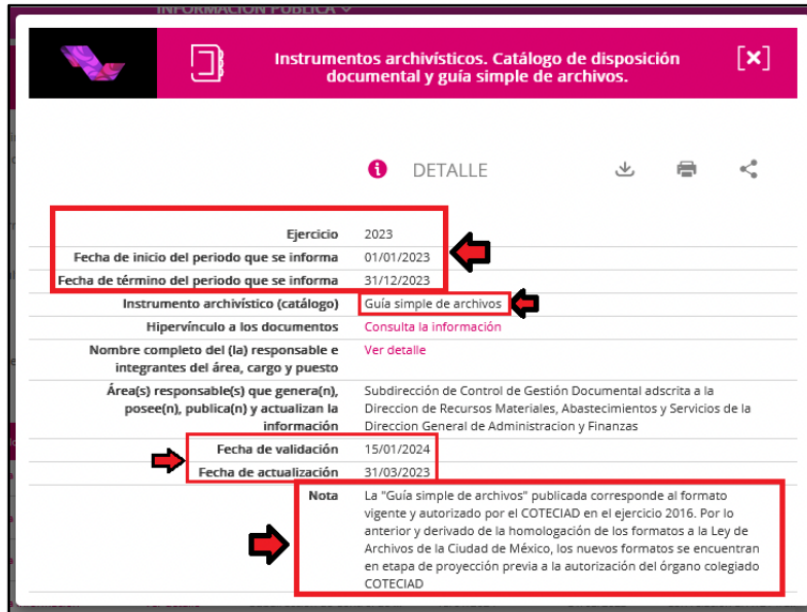 INFORMACIÓN PÚBLICA
Instrumentos archivísticos. Catálogo de disposición
documental y guía simple de archivos.
[×]
DETALLE
Ejercicio 2023
Fecha de inicio del periodo que se informa 01/01/2023
Fecha de término del periodo que se informa 31/12/2023
Instrumento archivístico (catálogo) Guía simple de archivos
Hipervínculo a los documentos Consulta la información
Nombre completo del (la) responsable e Ver detalle
integrantes del área, cargo y puesto
Área(s) responsable(s) que genera(n), Subdirección de Control de Gestión Documental adscrita a la
posee(n), publica(n) y actualizan la Direccion de Recursos Materiales, Abastecimientos y Servicios de la
información Direccion General de Administracion y Finanzas
Fecha de validación 15/01/2024
Fecha de actualización 31/03/2023
Nota La "Guía simple de archivos" publicada corresponde al formato
vigente y autorizado por el COTECIAD en el ejercicio 2016. Por lo
anterior y derivado de la homologación de los formatos a la Ley de
Archivos de la Ciudad de México, los nuevos formatos se encuentran
en etapa de proyección previa a la autorización del órgano colegiado
COTECIAD